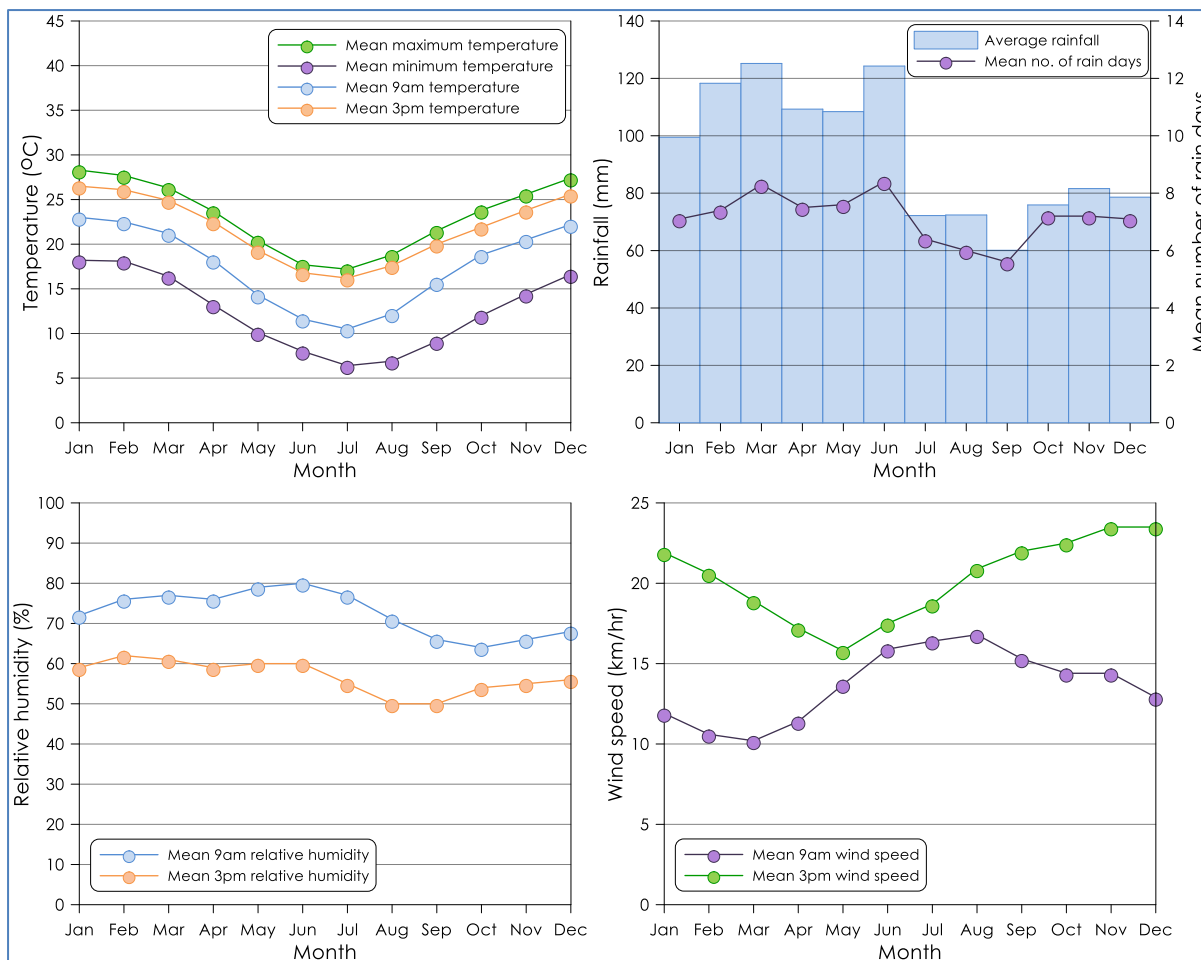 45
40
35
30
25
20
15
10
5
0
Temperature (ºC)
Mean maximum temperature
Mean minimum temperature
Mean 9am temperature
Mean 3pm temperature
Jan Feb Mar Apr May Jun Jul Aug Sep Oct Nov Dec
Month
140
120
100
80
60
40
20
0
Rainfall (mm)
Average rainfall
Mean no. of rain days
14
12
10
8
6
4
2
0
Mean number of rain days
Jan Feb Mar Apr May Jun Jul Aug Sep Oct Nov Dec
Month
100
90
80
70
60
50
40
30
20
10
0
Relative humidity (%)
Mean 9am relative humidity
Mean 3pm relative humidity
Jan Feb Mar Apr May Jun Jul Aug Sep Oct Nov Dec
Month
25
20
15
10
5
0
Wind speed (km/hr)
Mean 9am wind speed
Mean 3pm wind speed
Jan Feb Mar Apr May Jun Jul Aug Sep Oct Nov Dec
Month